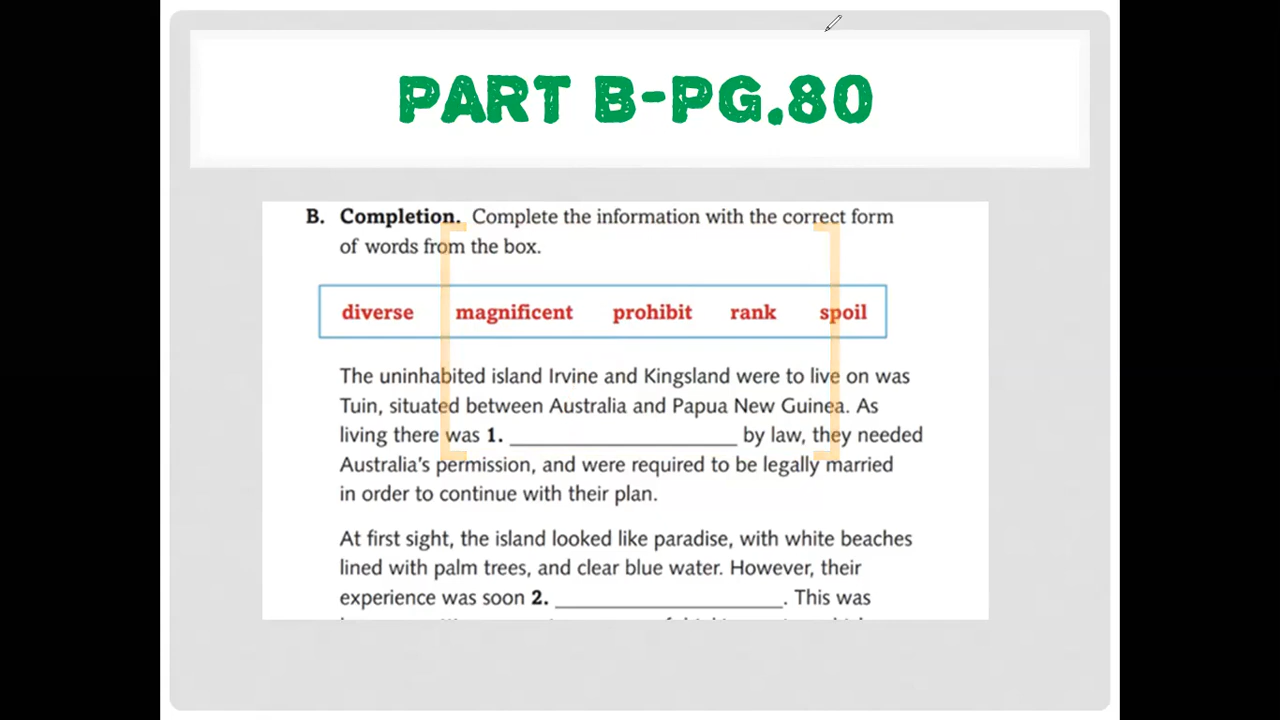 PART B-PG.80
B. Completion. Complete the information with the correct form
of words from the box.
diverse magnificent prohibit rank spoil
The uninhabited island Irvine and Kingsland were to live on was
Tuin, situated between Australia and Papua New Guinea. As
living there was 1. ______________________ by law, they needed
Australia's permission, and were required to be legally married
in order to continue with their plan.
At first sight, the island looked like paradise, with white beaches
lined with palm trees, and clear blue water. However, their
experience was soon 2. ______________________. This was